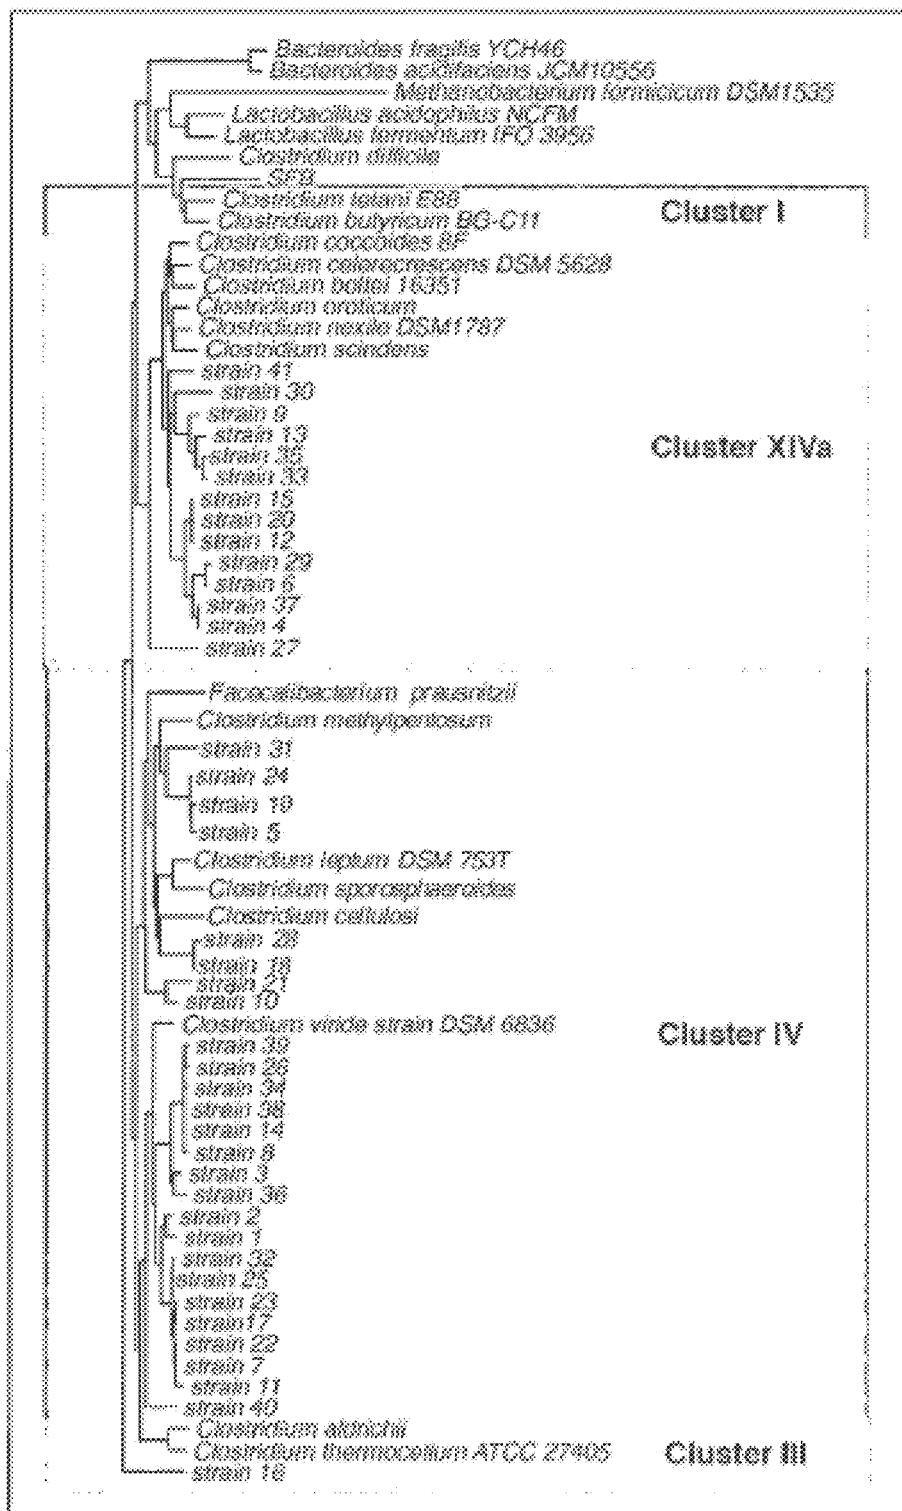 Bacteroides fragilis YCH46
Bacteroides acidifaciens JCM10556
Methanobacterium formicicum DSM1535
Lactobacillus acidophilus NCFM
Lactobacillus fermentum IFO 3956
Clostridium difficile
SFB
Clostridium tetani E88
Cluster I
Clostridium butyricum BG-C11
Clostridium coccoides 8F
Clostridium celerecrescens DSM 5628
Clostridium boltei 16351
Clostridium oroticum
Clostridium nexile DSM1787
Clostridium scindens
strain 41
strain 30
strain 9
strain 13
Cluster XIVa
strain 35
strain 33
strain 15
strain 20
strain 12
strain 29
strain 6
strain 37
strain 4
strain 27
Faecalibacterium prausnitzii
Clostridium methylpentosum
strain 31
strain 24
strain 19
strain 5
Clostridium leptum DSM 753T
Clostridium sporosphaeroides
Clostridium cellulosi
strain 28
strain 18
strain 21
strain 10
Clostridium viride strain DSM 6836
Cluster IV
strain 39
strain 26
strain 34
strain 38
strain 14
strain 8
strain 3
strain 36
strain 2
strain 1
strain 32
strain 25
strain 23
strain17
strain 22
strain 7
strain 11
strain 40
Clostridium aldrichii
Clostridium thermocellum ATCC 27405
Cluster III
strain 16